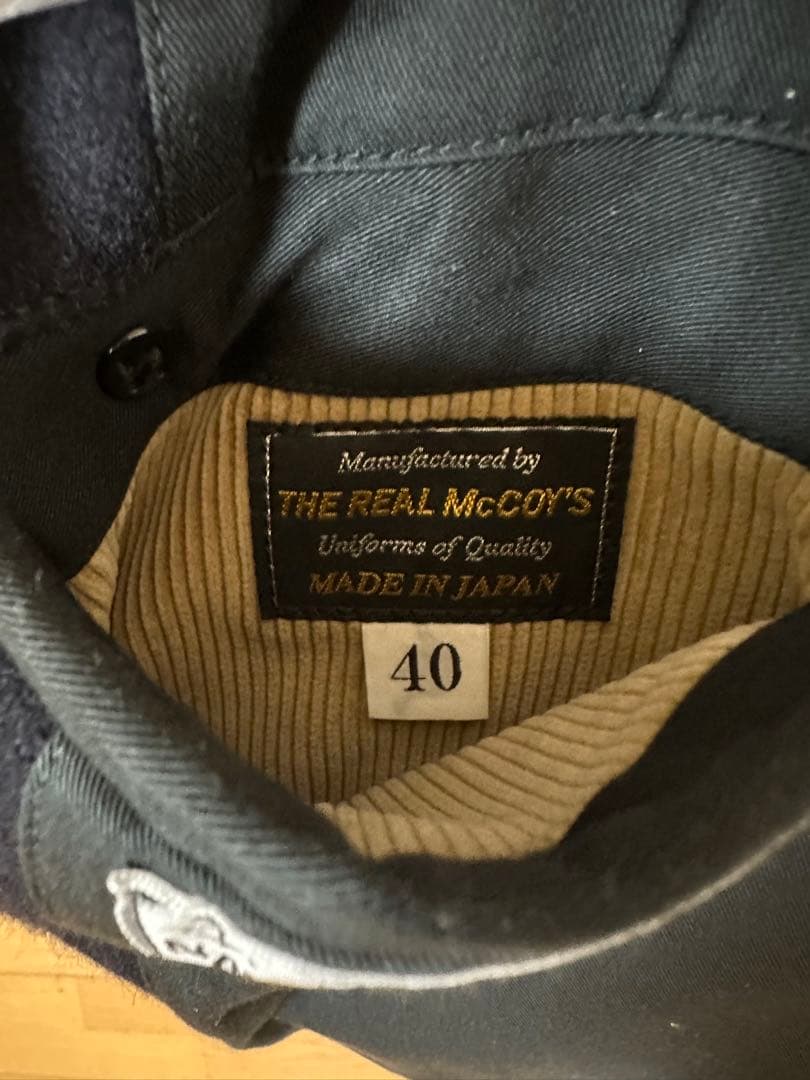 Manufactured by
THE REAL McCOY'S
Uniforms of Quality
MADE IN JAPAN
40